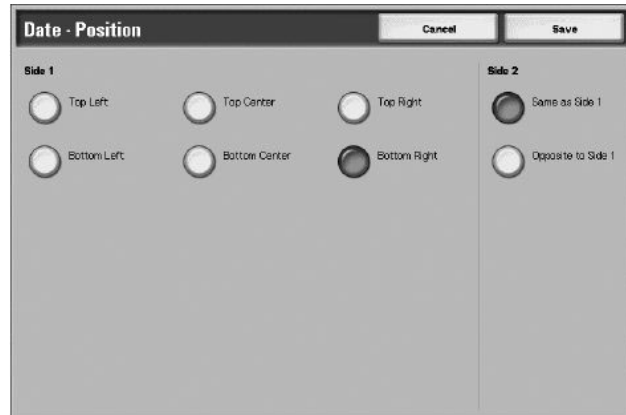 Date - Position
Cancel
Save
Side 1
Side 2
Top Left
Top Center
Top Right
Same as Side 1
Bottom Left
Bottom Center
Bottom Right
Opposite to Side 1